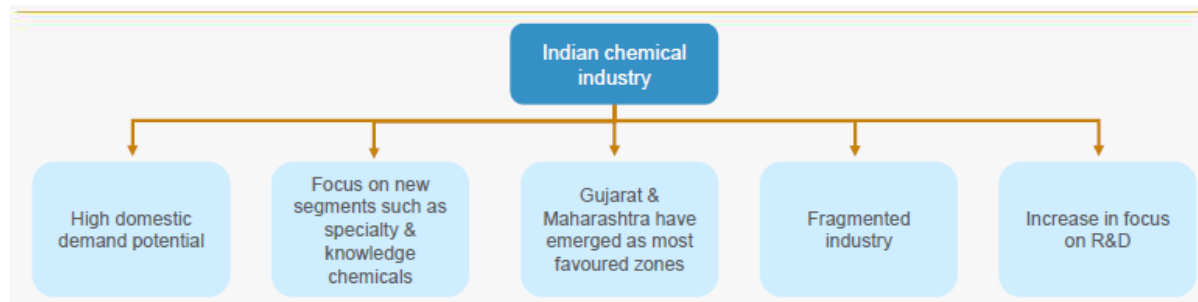 Indian chemical
industry
High domestic
demand potential
Focus on new
segments such as
specialty &
knowledge
chemicals
Gujarat &
Maharashtra have
emerged as most
favoured zones
Fragmented
industry
Increase in focus
on R&D